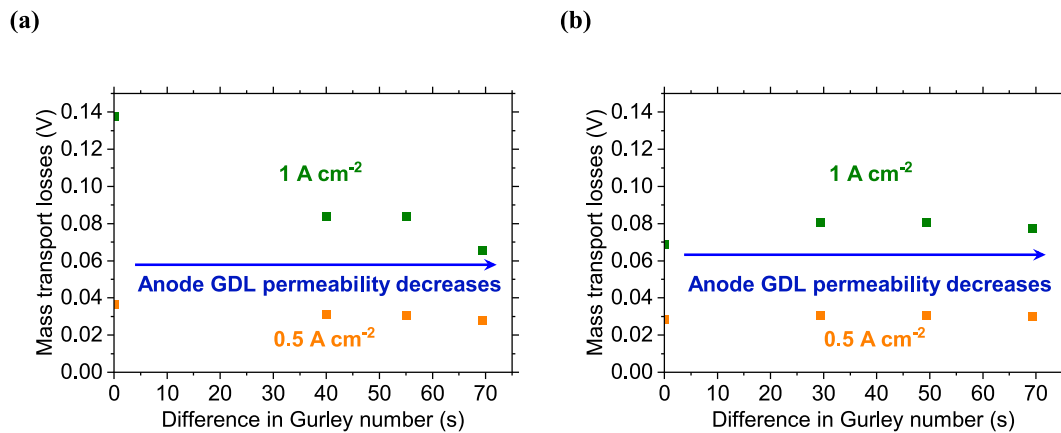 (a)
Mass transport losses (V)
0.14
0.12
0.10
0.08
0.06
0.04
0.02
0.00
1 A cm⁻²
Anode GDL permeability decreases
0.5 A cm⁻²
0 10 20 30 40 50 60 70
Difference in Gurley number (s)
(b)
Mass transport losses (V)
0.14
0.12
0.10
0.08
0.06
0.04
0.02
0.00
1 A cm⁻²
Anode GDL permeability decreases
0.5 A cm⁻²
0 10 20 30 40 50 60 70
Difference in Gurley number (s)